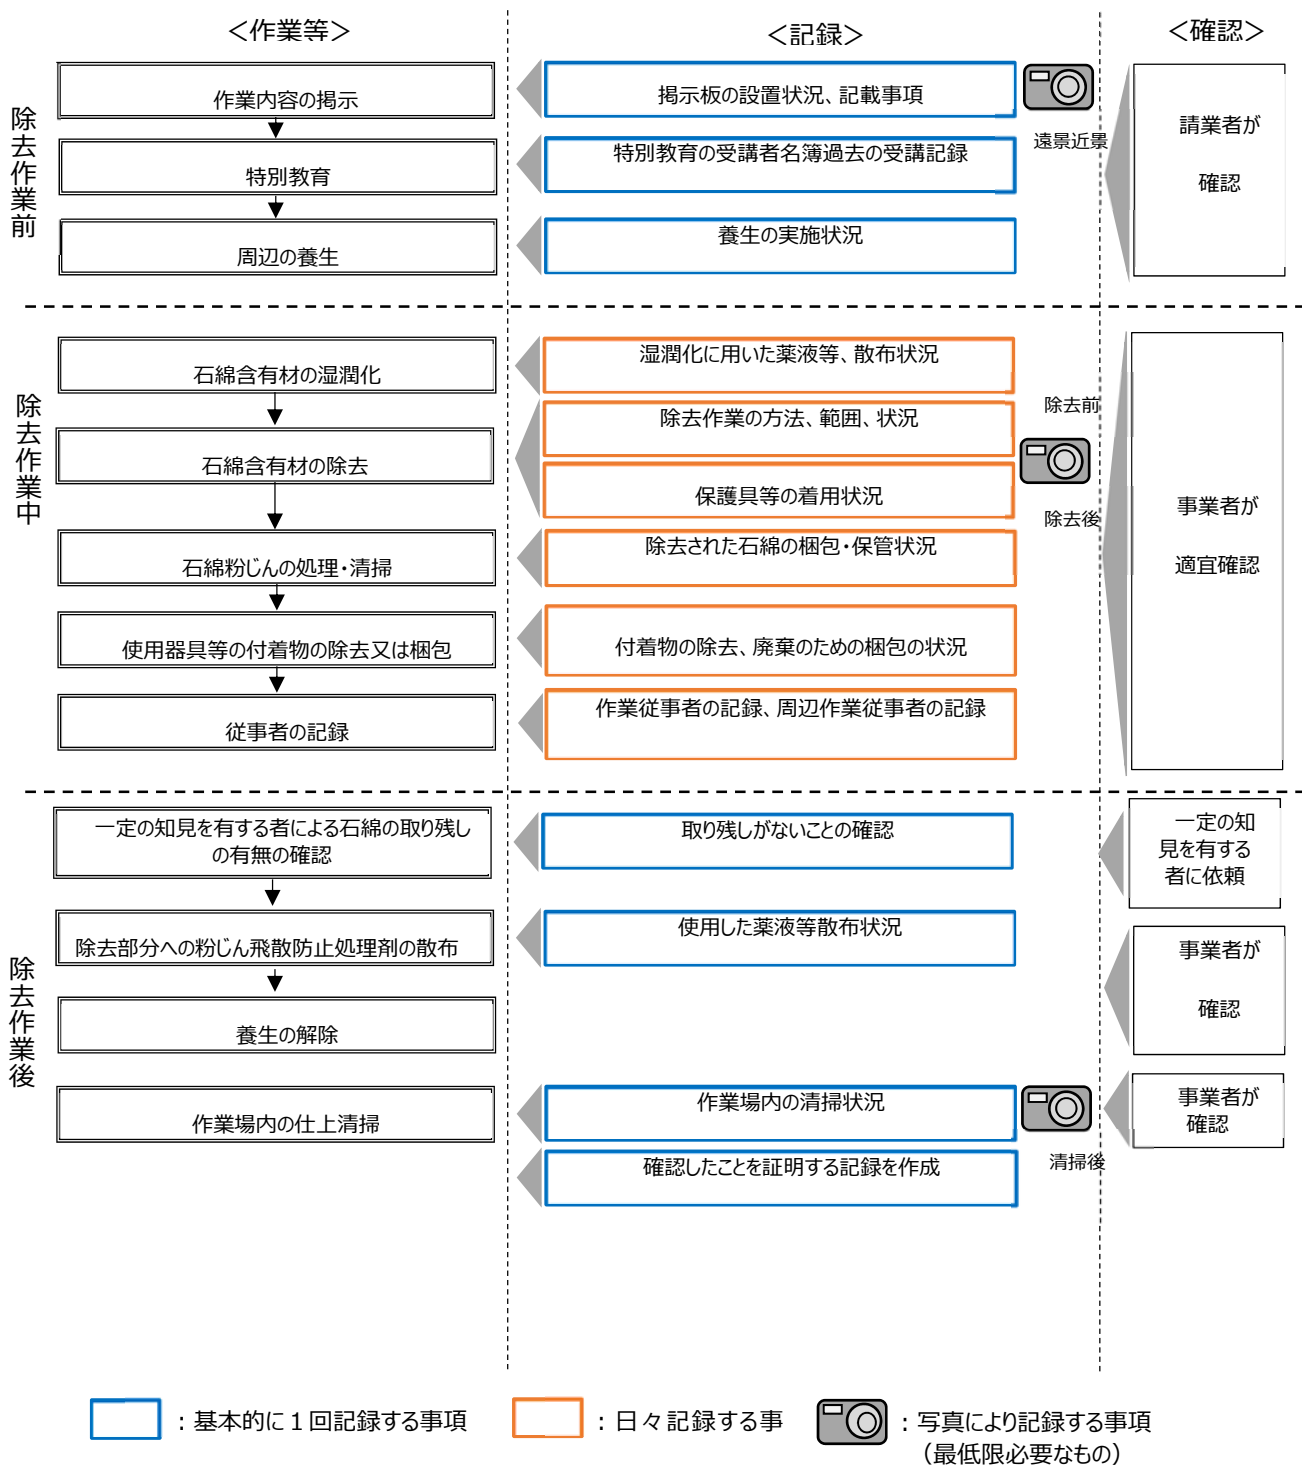 ＜作業等＞
＜記録＞
＜確認＞
除去作業前
作業内容の掲示
掲示板の設置状況、記載事項
遠景近景
請業者が
確認
特別教育
特別教育の受講者名簿過去の受講記録
周辺の養生
養生の実施状況
除去作業中
石綿含有材の湿潤化
湿潤化に用いた薬液等、散布状況
石綿含有材の除去
除去作業の方法、範囲、状況
除去前
保護具等の着用状況
除去後
事業者が
適宜確認
石綿粉じんの処理・清掃
除去された石綿の梱包・保管状況
使用器具等の付着物の除去又は梱包
付着物の除去、廃棄のための梱包の状況
従事者の記録
作業従事者の記録、周辺作業従事者の記録
除去作業後
一定の知見を有する者による石綿の取り残し
の有無の確認
取り残しがないことの確認
一定の知
見を有する
者に依頼
除去部分への粉じん飛散防止処理剤の散布
使用した薬液等散布状況
事業者が
確認
養生の解除
作業場内の仕上清掃
作業場内の清掃状況
清掃後
事業者が
確認
確認したことを証明する記録を作成
：基本的に１回記録する事項
：日々記録する事
：写真により記録する事項
（最低限必要なもの）